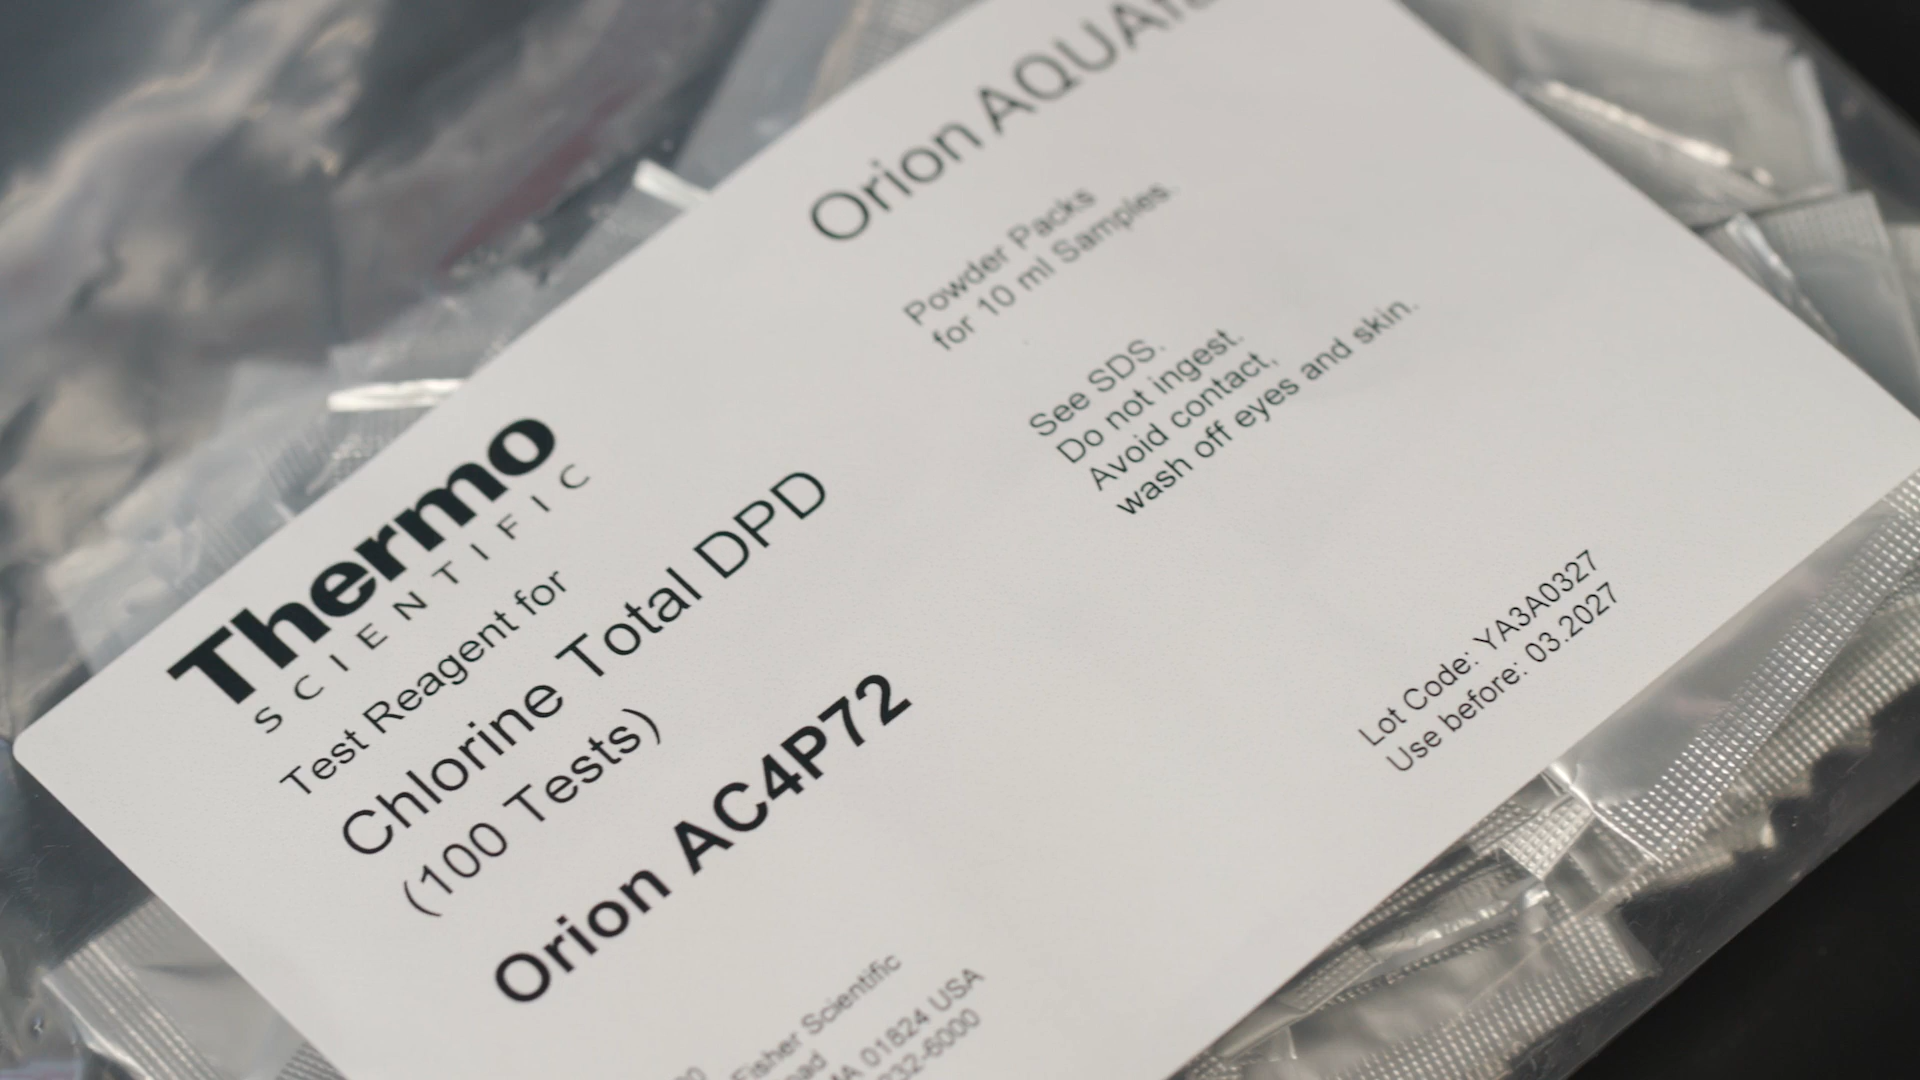 Thermo
SCIENTIFIC
Test Reagent for
Chlorine Total DPD
(100 Tests)
Orion AC4P72
Orion
Powder Packs
for 10 ml Samples.
See SDS.
Do not ingest.
Avoid contact,
wash off eyes and skin.
Lot Code: YA3A0327
Use before: 03.2027
Fisher Scientific
01824 USA